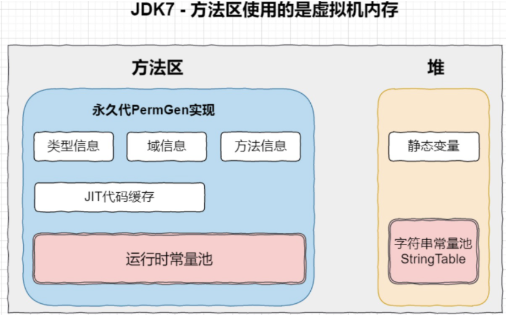 JDK7 - 方法区使用的是虚拟机内存
方法区
堆
永久代PermGen实现
类型信息
域信息
方法信息
静态变量
JIT代码缓存
运行时常量池
字符串常量池
StringTable